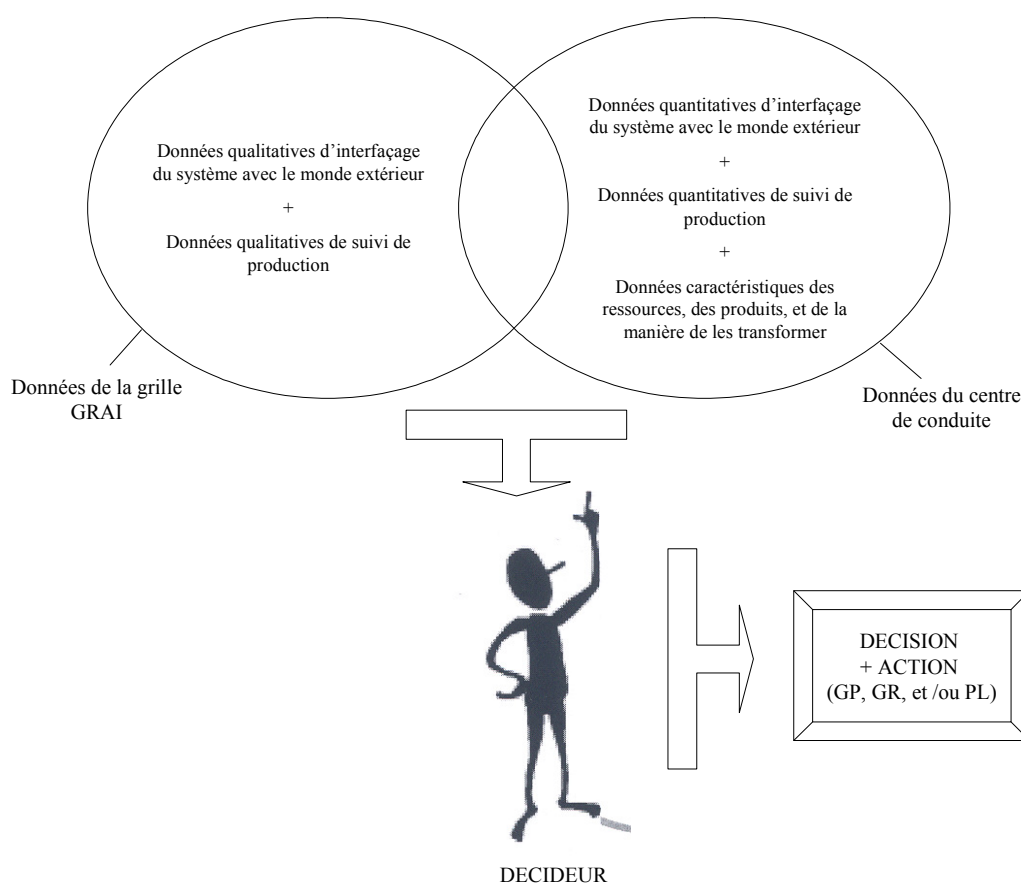 Données qualitatives d’interfaçage
du système avec le monde extérieur
+
Données qualitatives de suivi de
production
Données quantitatives d’interfaçage
du système avec le monde extérieur
+
Données quantitatives de suivi de
production
+
Données caractéristiques des
ressources, des produits, et de la
manière de les transformer
Données de la grille
GRAI
Données du centre
de conduite
DECISION
+ ACTION
(GP, GR, et /ou PL)
DECIDEUR